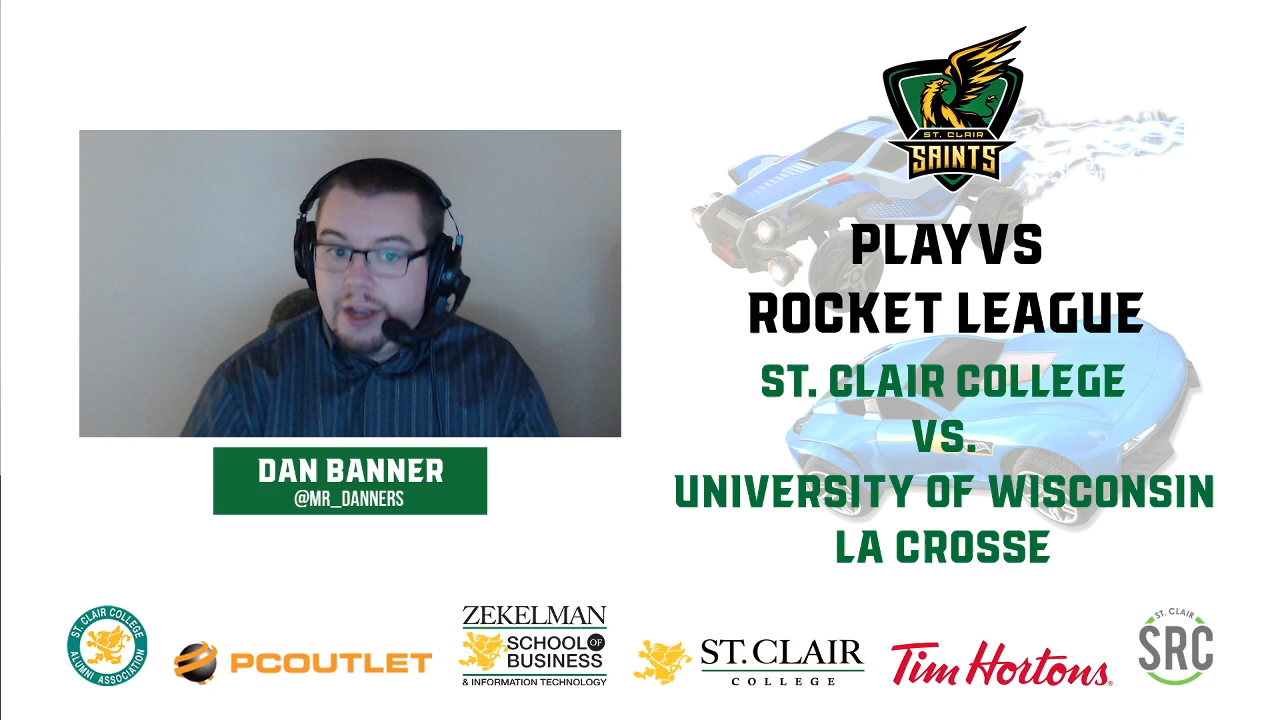 ST. CLAIR
SAINTS
PLAYVS
ROCKET LEAGUE
ST. CLAIR COLLEGE
VS.
UNIVERSITY OF WISCONSIN
LA CROSSE
DAN BANNER
@MR_DANNERS
ST. CLAIR COLLEGE
ALUMNI ASSOCIATION
PCOUTLET
ZEKELMAN
SCHOOL OF
BUSINESS
& INFORMATION TECHNOLOGY
ST. CLAIR
COLLEGE
Tim Hortons.
ST. CLAIR
SRC